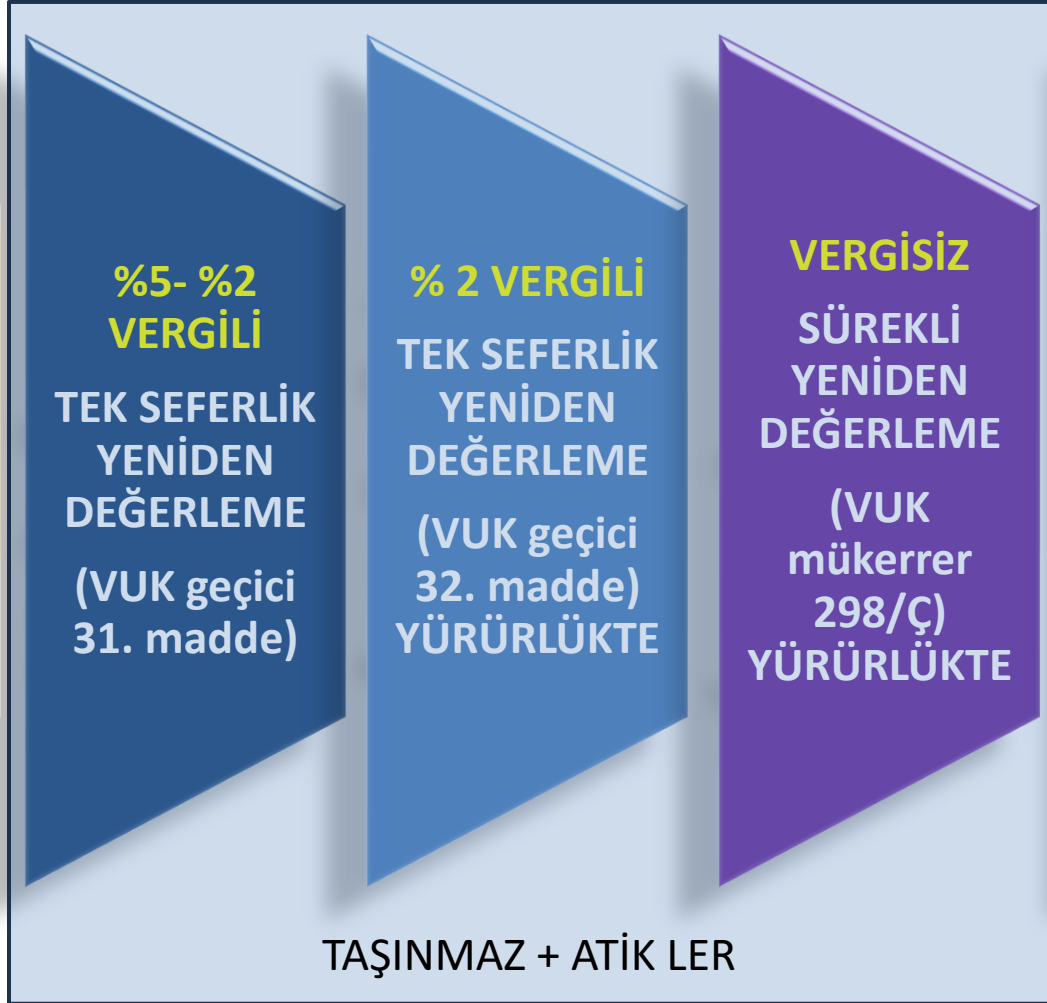 %5- %2
VERGİLİ
TEK SEFERLİK
YENİDEN
DEĞERLEME
(VUK geçici
31. madde)
% 2 VERGİLİ
TEK SEFERLİK
YENİDEN
DEĞERLEME
(VUK geçici
32. madde)
YÜRÜRLÜKTE
VERGİSİZ
SÜREKLİ
YENİDEN
DEĞERLEME
(VUK
mükerrer
298/Ç)
YÜRÜRLÜKTE
TAŞINMAZ + ATİK LER